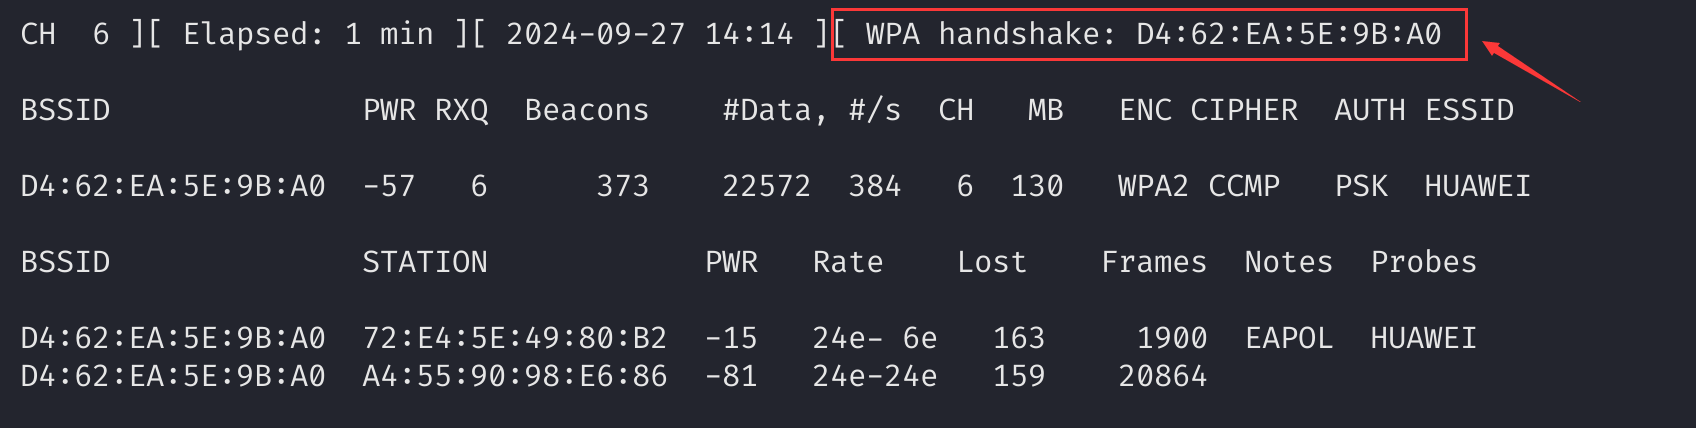 CH  6 ][ Elapsed: 1 min ][ 2024-09-27 14:14 ][ WPA handshake: D4:62:EA:5E:9B:A0
BSSID              PWR RXQ  Beacons    #Data, #/s  CH   MB   ENC CIPHER  AUTH ESSID
D4:62:EA:5E:9B:A0  -57   6      373    22572  384   6  130   WPA2 CCMP   PSK  HUAWEI
BSSID              STATION            PWR   Rate    Lost    Frames  Notes  Probes
D4:62:EA:5E:9B:A0  72:E4:5E:49:80:B2  -15   24e- 6e   163     1900  EAPOL  HUAWEI
D4:62:EA:5E:9B:A0  A4:55:90:98:E6:86  -81   24e-24e   159    20864